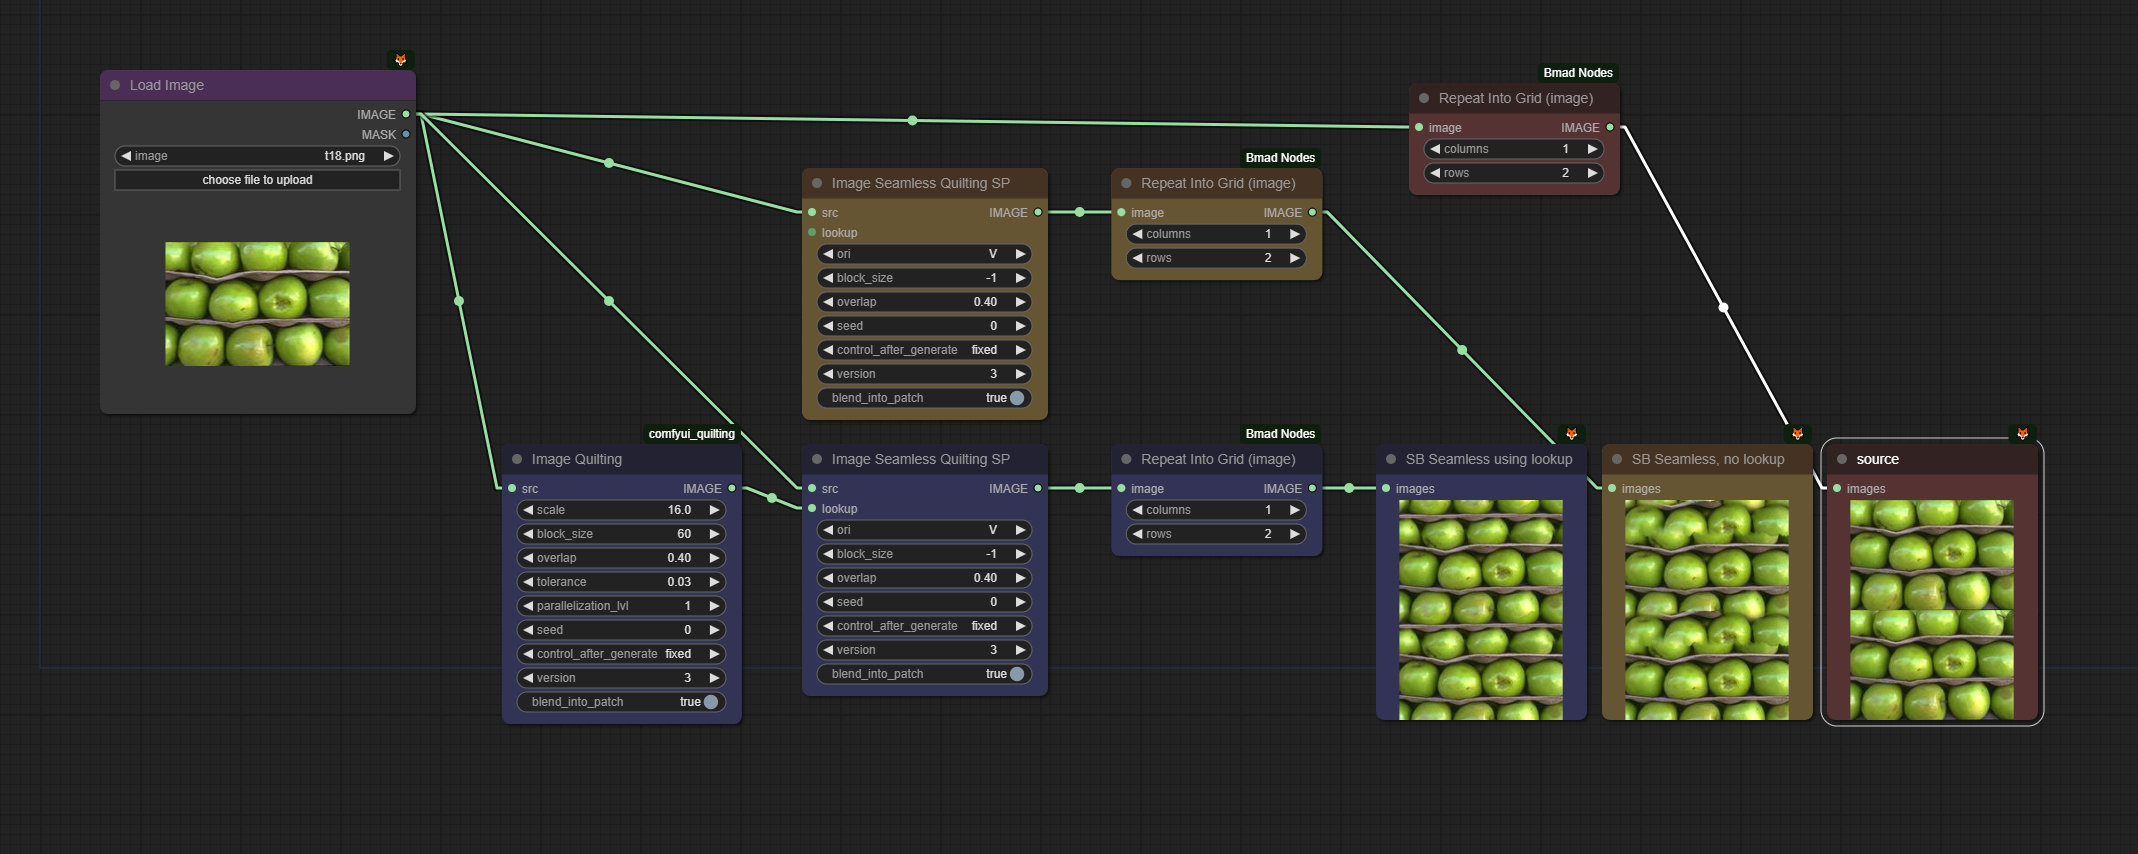 Load Image
IMAGE
MASK
image t18.png
choose file to upload
Bmad Nodes
Repeat Into Grid (image)
image IMAGE
columns 1
rows 2
Image Seamless Quilting SP
src IMAGE
lookup
ori V
block_size -1
overlap 0.40
seed 0
control_after_generate fixed
version 3
blend_into_patch true
Bmad Nodes
Repeat Into Grid (image)
image IMAGE
columns 1
rows 2
comfyui_quilting
Image Quilting
src IMAGE
scale 16.0
block_size 60
overlap 0.40
tolerance 0.03
parallelization_lvl 1
seed 0
control_after_generate fixed
version 3
blend_into_patch true
Image Seamless Quilting SP
src IMAGE
lookup
ori V
block_size -1
overlap 0.40
seed 0
control_after_generate fixed
version 3
blend_into_patch true
Bmad Nodes
Repeat Into Grid (image)
image IMAGE
columns 1
rows 2
SB Seamless using lookup
images
SB Seamless, no lookup
images
source
images